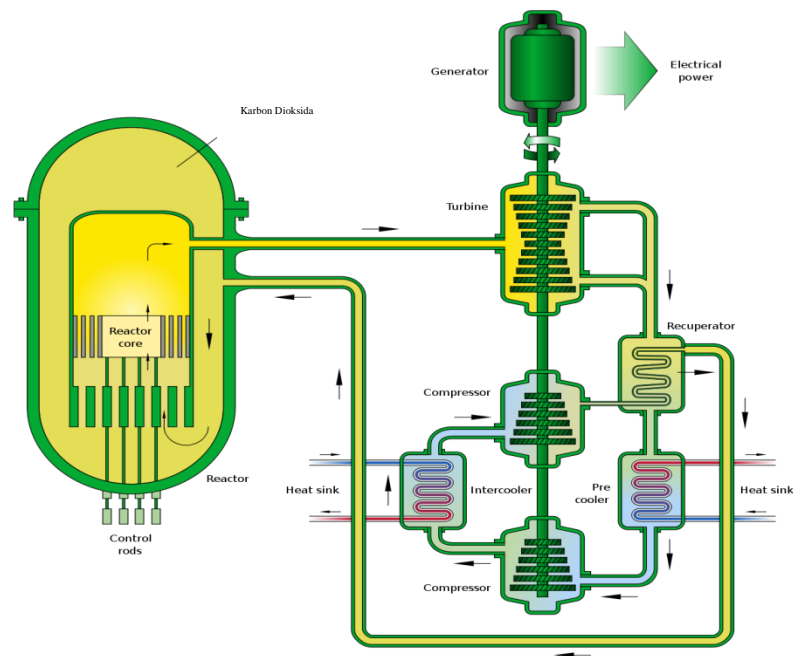 Generator
Electrical
power
Karbon Dioksida
Turbine
Reactor
core
Recuperator
Compressor
Reactor
Heat sink
Intercooler
Pre
cooler
Heat sink
Control
rods
Compressor